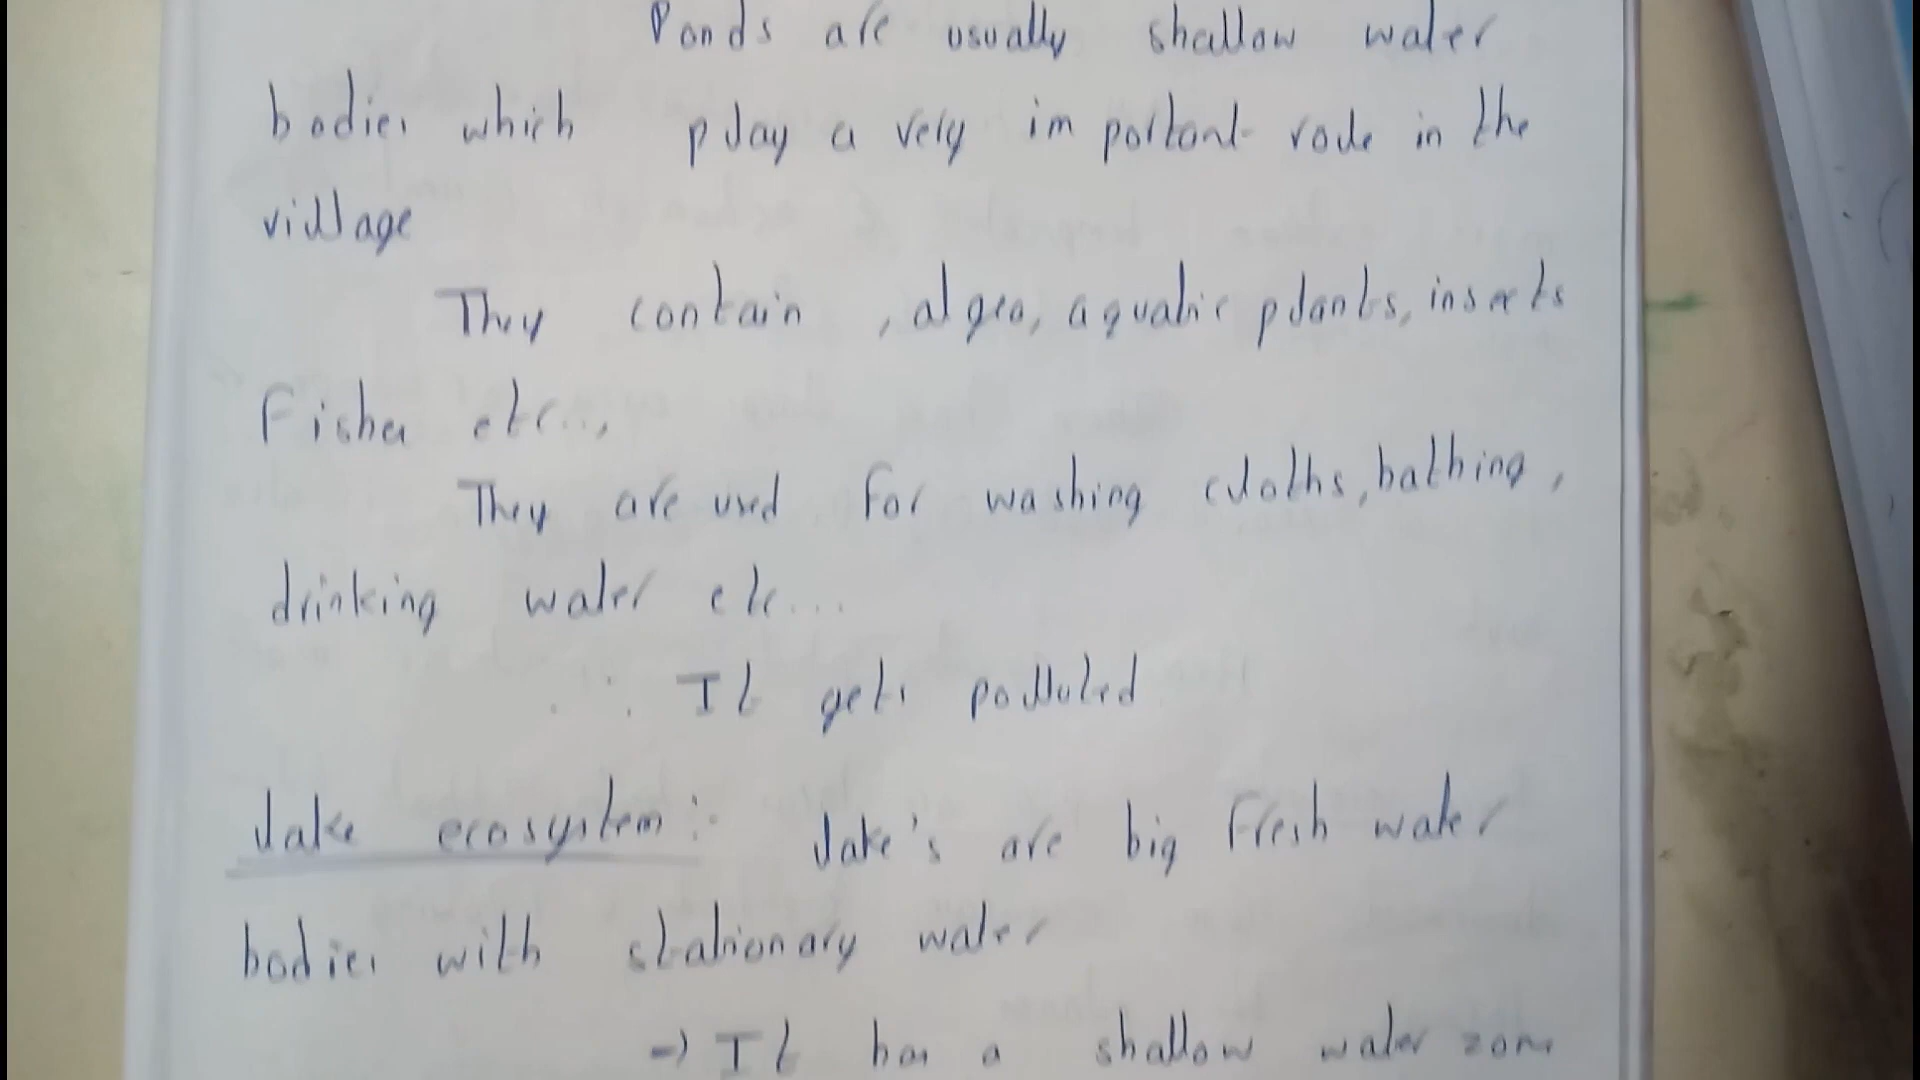 Ponds are usually shallow water
bodies which play a very important role in the
village
They contain , algea, aquatic plants, insects
Fishes etc..,
They are used for washing cloths, bathing,
drinking water etc...
∴ It gets polluted
Lake ecosystem :- Lake's are big fresh water
bodies with stationary water
→ It has a shallow water zone